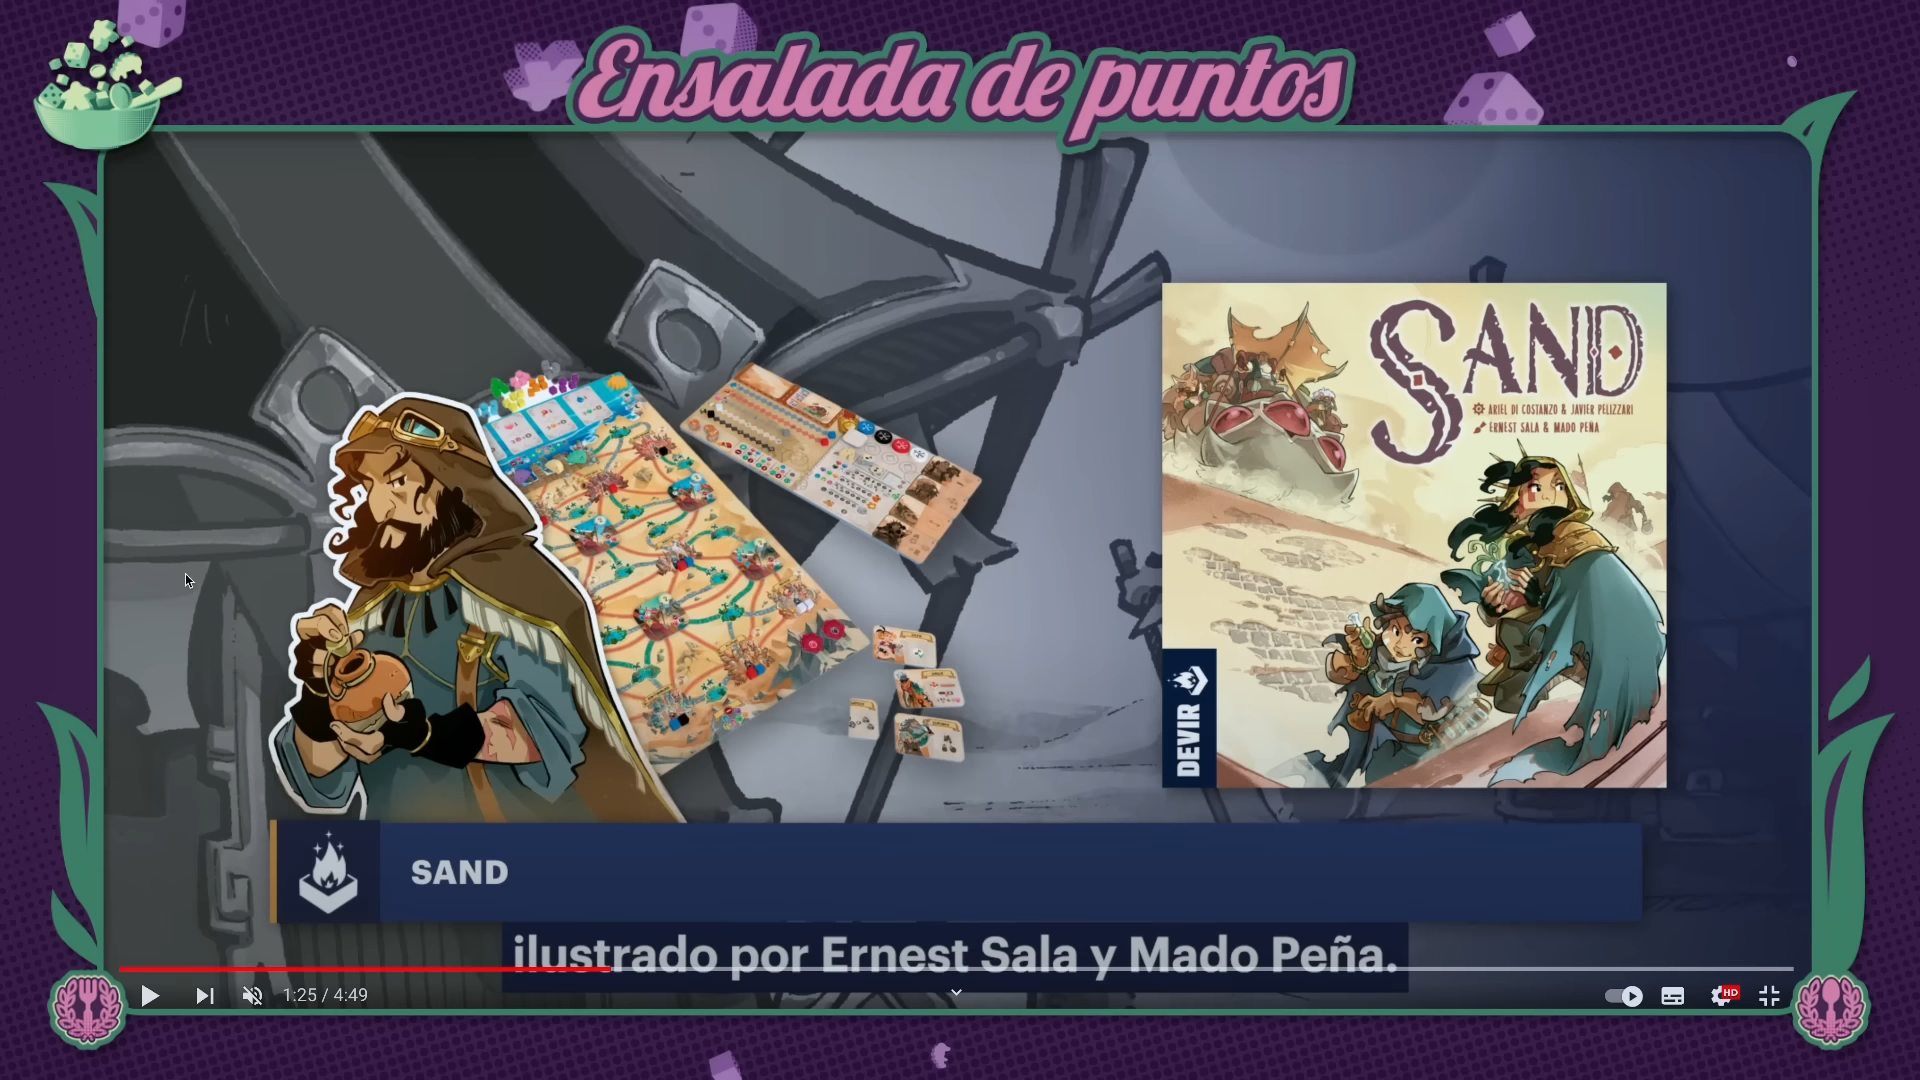 Ensalada de puntos
SAND
ARIEL DI COSTANZO & JAVIER PELIZZARI
ERNEST SALA & MADO PEÑA
DEVIR
SAND
ilustrado por Ernest Sala y Mado Peña.
1:25 / 4:49
HD